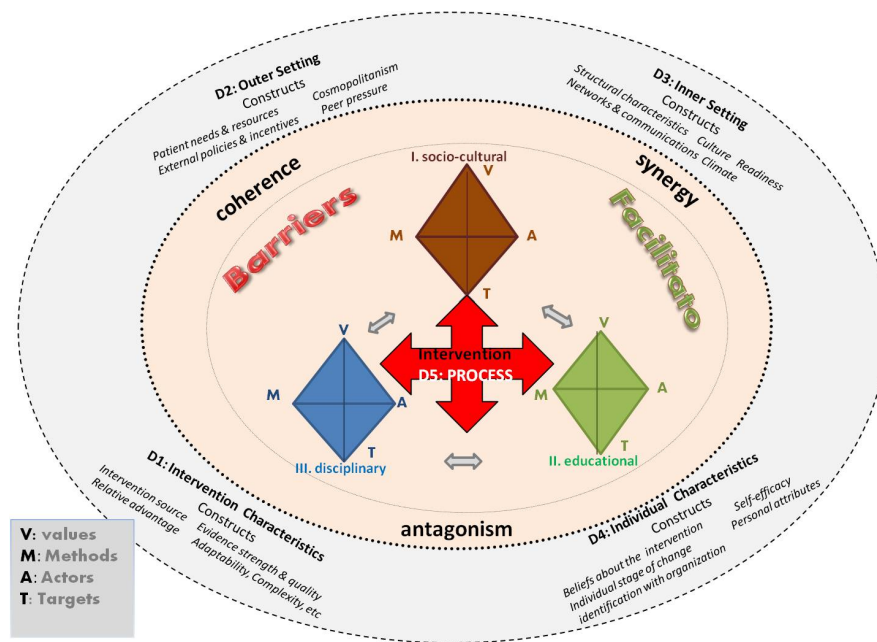 D2: Outer Setting
Constructs
Patient needs & resources
External policies & incentives
Cosmopolitanism
Peer pressure
D3: Inner Setting
Constructs
Structural characteristics
Networks & communications
Culture
Climate
Readiness
coherence
synergy
Barriers
Facilitato
I. socio-cultural
V
M
A
T
Intervention
D5: PROCESS
V
M
A
T
III. disciplinary
V
M
A
T
II. educational
antagonism
D1: Intervention Characteristics
Constructs
Intervention source
Relative advantage
Evidence strength & quality
Adaptability, Complexity, etc
D4: Individual Characteristics
Constructs
Beliefs about the intervention
Individual stage of change
identification with organization
Self-efficacy
Personal attributes
V: values
M: Methods
A: Actors
T: Targets